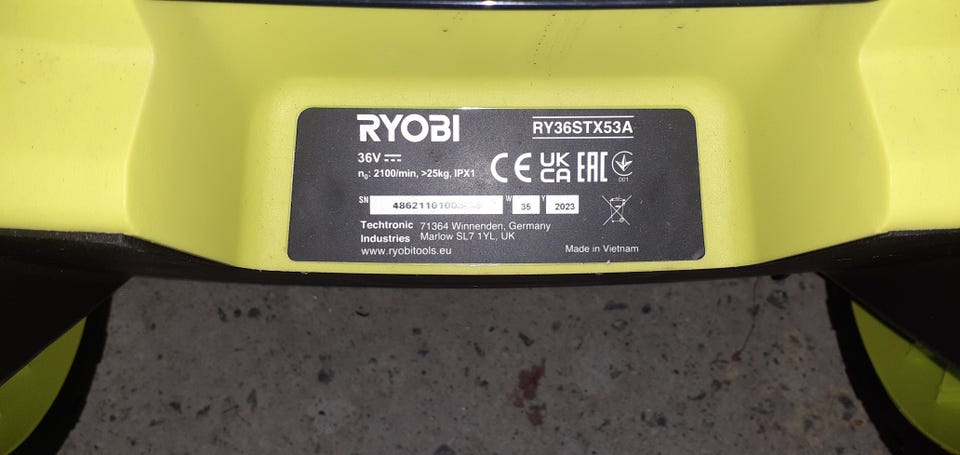 RYOBI RY36STX53A
36V
n₀: 2100/min, >25kg, IPX1
CE UK CA EAC 001
SN W 35 Y 2023
Techtronic 71364 Winnenden, Germany
Industries Marlow SL7 1YL, UK
www.ryobitools.eu Made in Vietnam